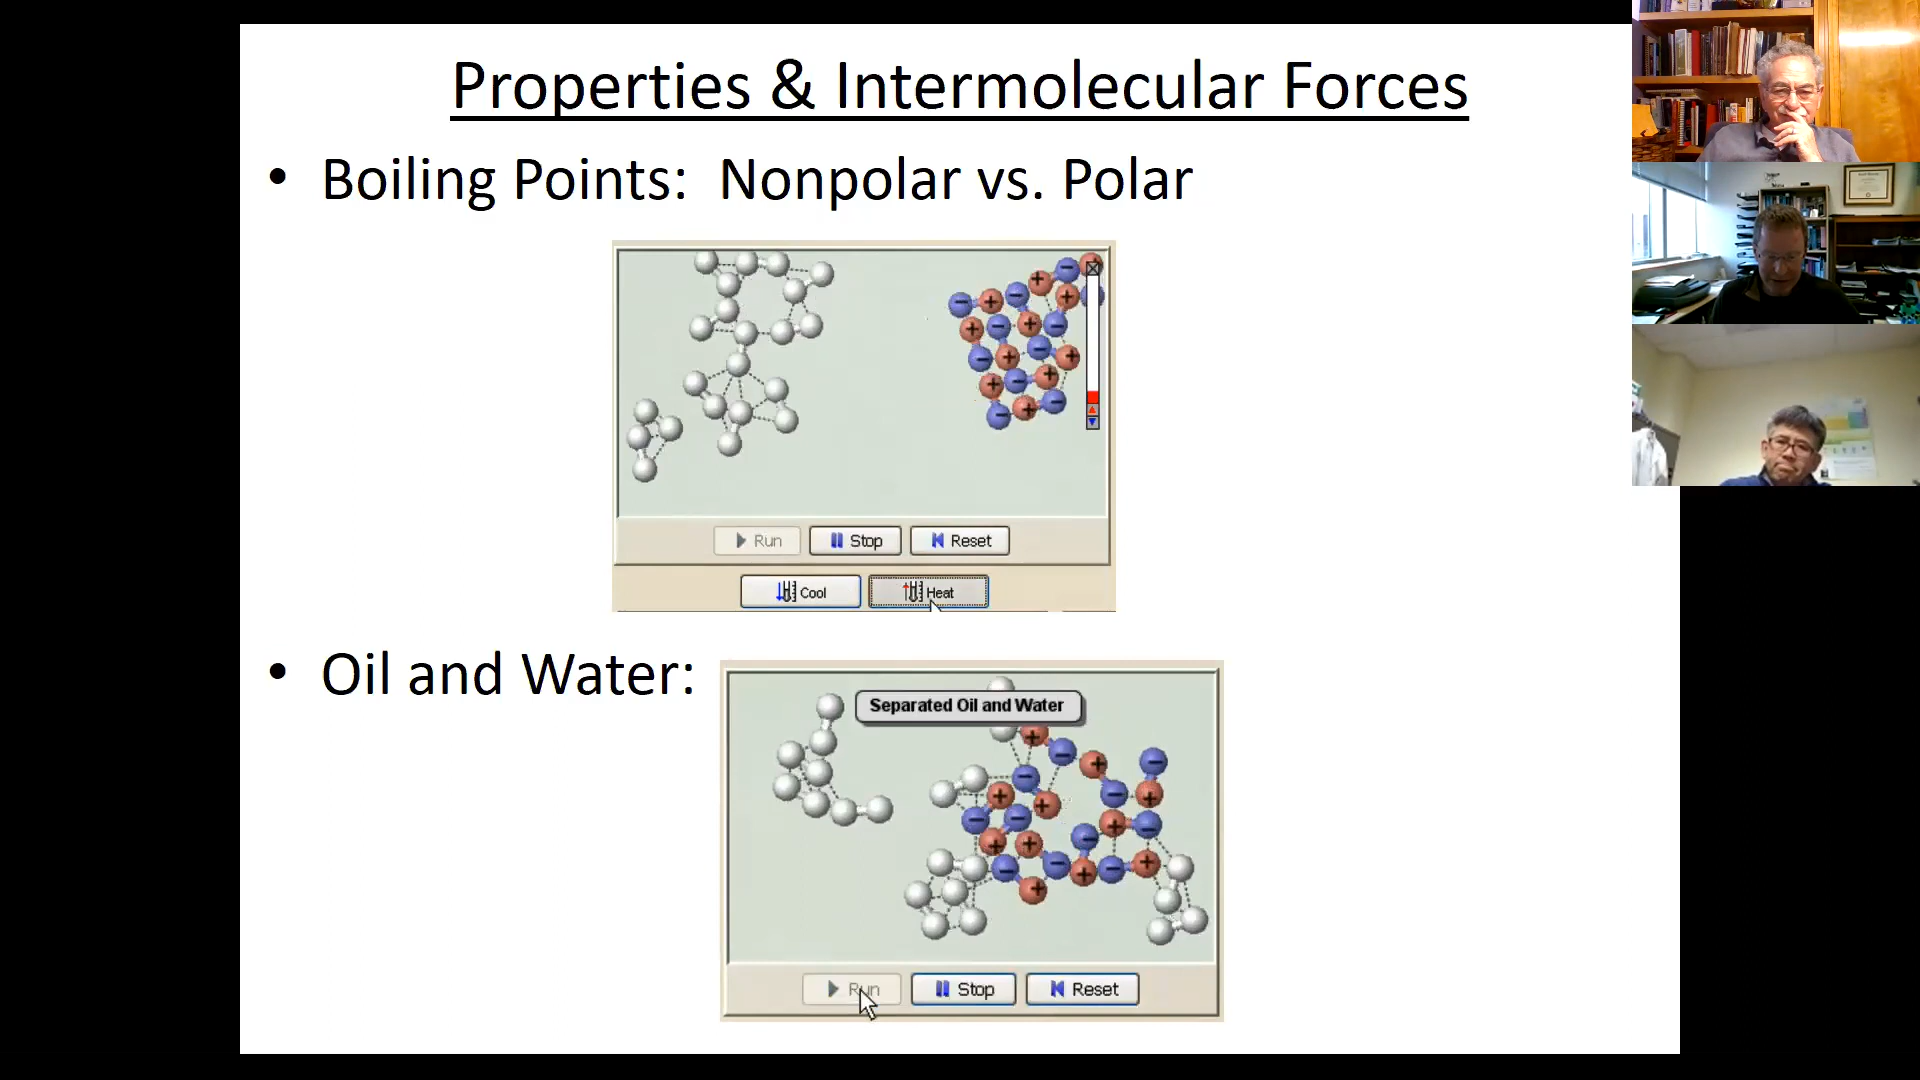 Properties & Intermolecular Forces
• Boiling Points: Nonpolar vs. Polar
Run Stop Reset
Cool Heat
• Oil and Water:
Separated Oil and Water
Run Stop Reset